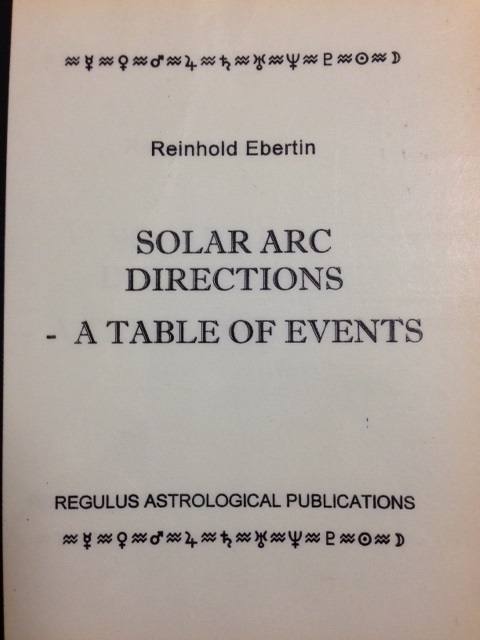 ♒☿♒♀♒♂♒♃♒♄♒♅♒♆♒♇♒☉♒☽
Reinhold Ebertin
SOLAR ARC
DIRECTIONS
- A TABLE OF EVENTS
REGULUS ASTROLOGICAL PUBLICATIONS
♒☿♒♀♒♂♒♃♒♄♒♅♒♆♒♇♒☉♒☽